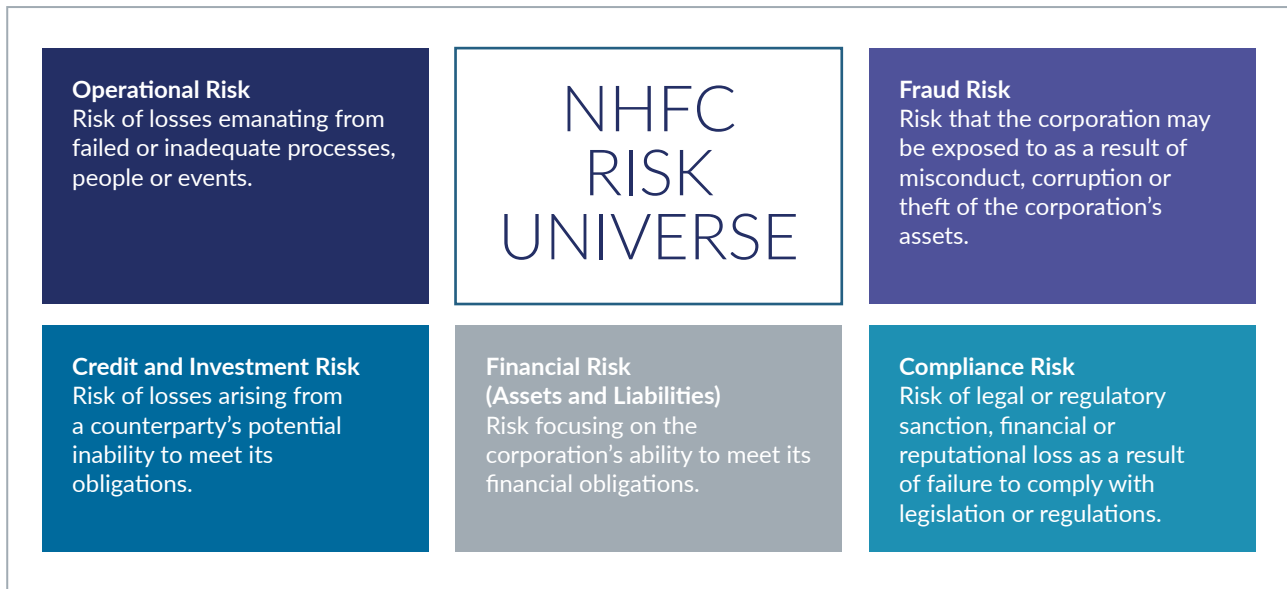 Operational Risk
Risk of losses emanating from
failed or inadequate processes,
people or events.
NHFC
RISK
UNIVERSE
Fraud Risk
Risk that the corporation may
be exposed to as a result of
misconduct, corruption or
theft of the corporation’s
assets.
Credit and Investment Risk
Risk of losses arising from
a counterparty’s potential
inability to meet its
obligations.
Financial Risk
(Assets and Liabilities)
Risk focusing on the
corporation’s ability to meet its
financial obligations.
Compliance Risk
Risk of legal or regulatory
sanction, financial or
reputational loss as a result
of failure to comply with
legislation or regulations.